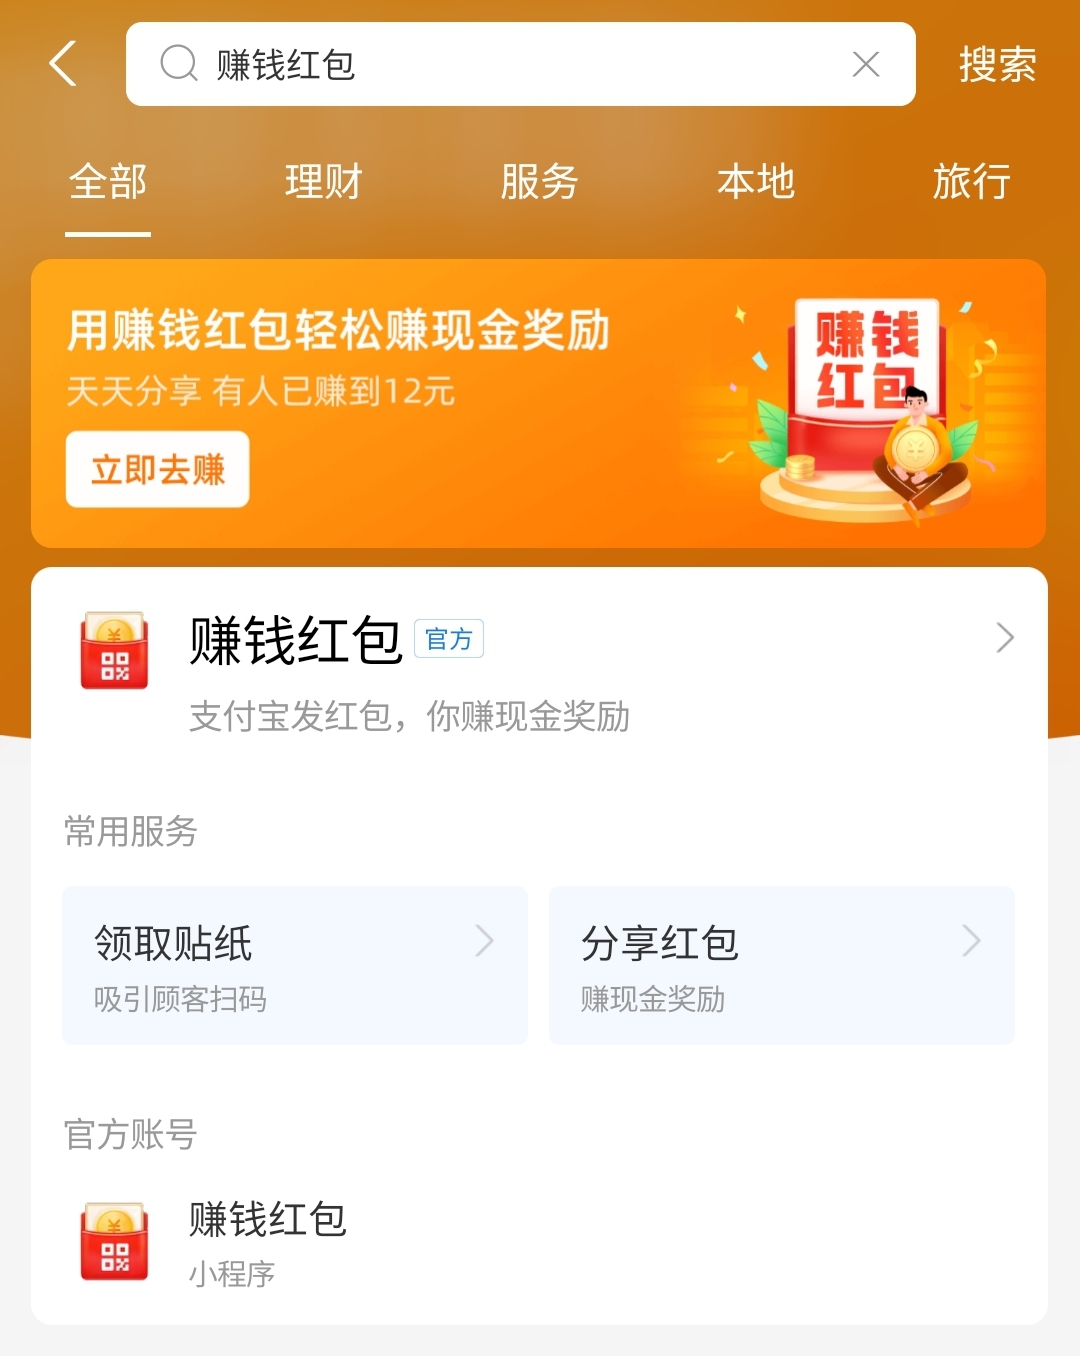 赚钱红包
搜索
全部 理财 服务 本地 旅行
用赚钱红包轻松赚现金奖励
天天分享 有人已赚到12元
立即去赚
赚钱
红包
赚钱红包 官方
支付宝发红包，你赚现金奖励
常用服务
领取贴纸
吸引顾客扫码
分享红包
赚现金奖励
官方账号
赚钱红包
小程序